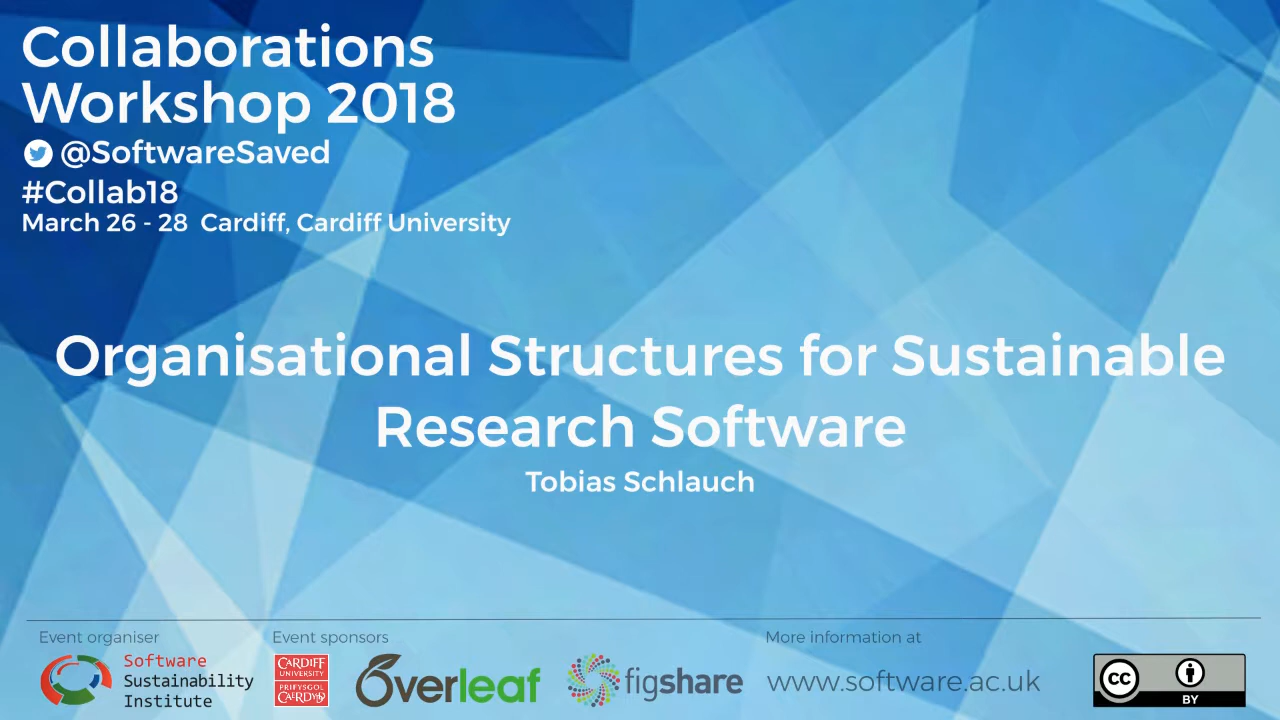 Collaborations
Workshop 2018
@SoftwareSaved
#Collab18
March 26 - 28 Cardiff, Cardiff University
Organisational Structures for Sustainable
Research Software
Tobias Schlauch
Event organiser
Event sponsors
More information at
Software
Sustainability
Institute
CARDIFF
UNIVERSITY
PRIFYSGOL
CAERDYDD
Overleaf
figshare
www.software.ac.uk
cc
BY